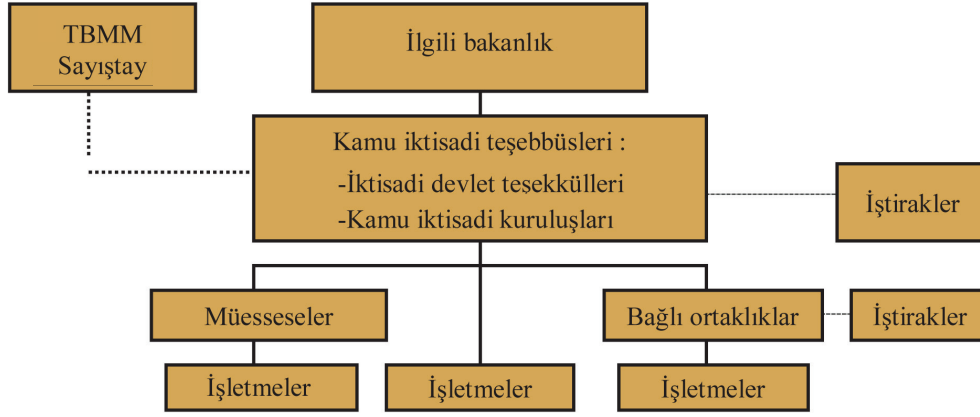 TBMM
Sayıştay
İlgili bakanlık
Kamu iktisadi teşebbüsleri :
-İktisadi devlet teşekkülleri
-Kamu iktisadi kuruluşları
İştirakler
Müesseseler
Bağlı ortaklıklar
İştirakler
İşletmeler
İşletmeler
İşletmeler